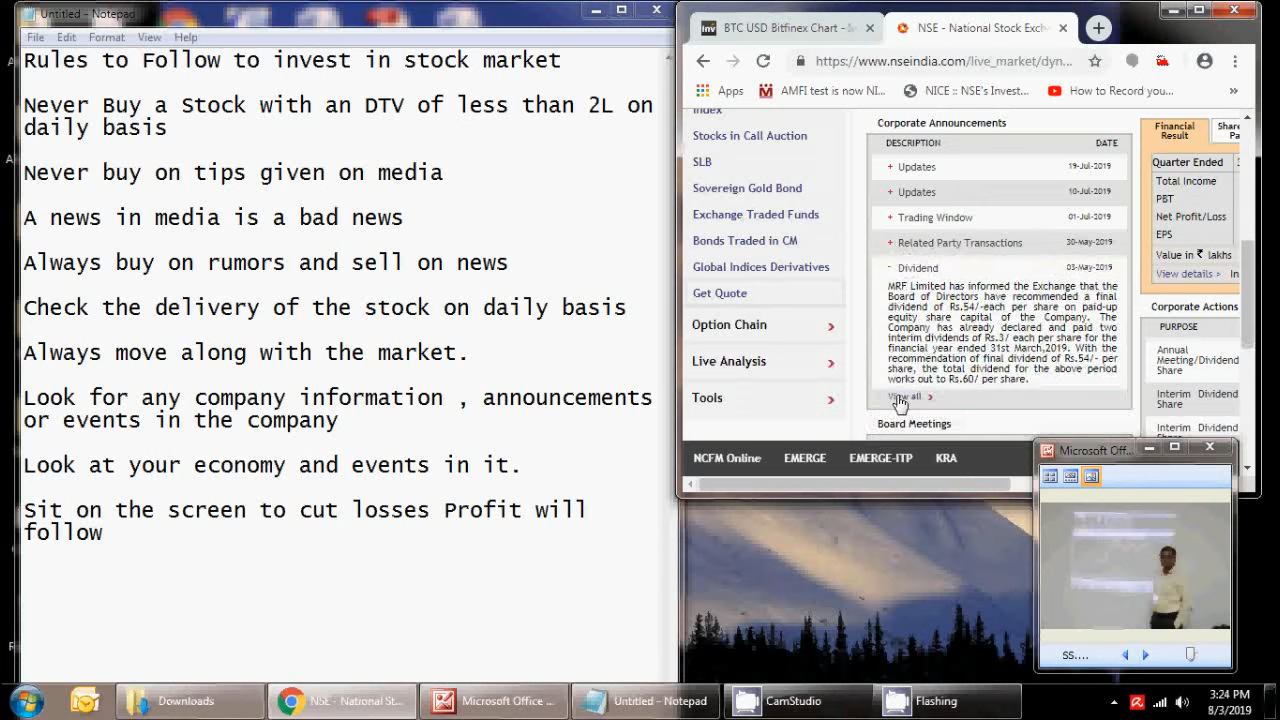 Untitled - Notepad
File Edit Format View Help
Rules to Follow to invest in stock market
Never Buy a Stock with an DTV of less than 2L on
daily basis
Never buy on tips given on media
A news in media is a bad news
Always buy on rumors and sell on news
Check the delivery of the stock on daily basis
Always move along with the market.
Look for any company information , announcements
or events in the company
Look at your economy and events in it.
Sit on the screen to cut losses Profit will
follow
BTC USD Bitfinex Chart -
NSE - National Stock Exch
https://www.nseindia.com/live_market/dyn...
Apps
AMFI test is now NI...
NICE :: NSE's Invest...
How to Record you...
»
Index
Stocks in Call Auction
SLB
Sovereign Gold Bond
Exchange Traded Funds
Bonds Traded in CM
Global Indices Derivatives
Get Quote
Option Chain
Live Analysis
Tools
Corporate Announcements
DESCRIPTION DATE
+ Updates 19-Jul-2019
+ Updates 10-Jul-2019
+ Trading Window 01-Jul-2019
+ Related Party Transactions 30-May-2019
- Dividend 03-May-2019
MRF Limited has informed the Exchange that the
Board of Directors have recommended a final
dividend of Rs.54/-each per share on paid-up
equity share capital of the Company. The
Company has already declared and paid two
interim dividends of Rs.3/ each per share for the
financial year ended 31st March,2019. With the
recommendation of final dividend of Rs.54/- per
share, the total dividend for the above period
works out to Rs.60/ per share.
View all
Board Meetings
Financial
Result
Share
Pa
Quarter Ended
Total Income
PBT
Net Profit/Loss
EPS
Value in ₹ lakhs
View details » In
Corporate Actions
PURPOSE
Annual
Meeting/Dividend
Share
Interim Dividend
Share
Interim Dividend
NCFM Online EMERGE EMERGE-ITP KRA
Microsoft Off...
ss....
Downloads
NSE - National St...
Microsoft Office ...
Untitled - Notepad
CamStudio
Flashing
3:24 PM
8/3/2019